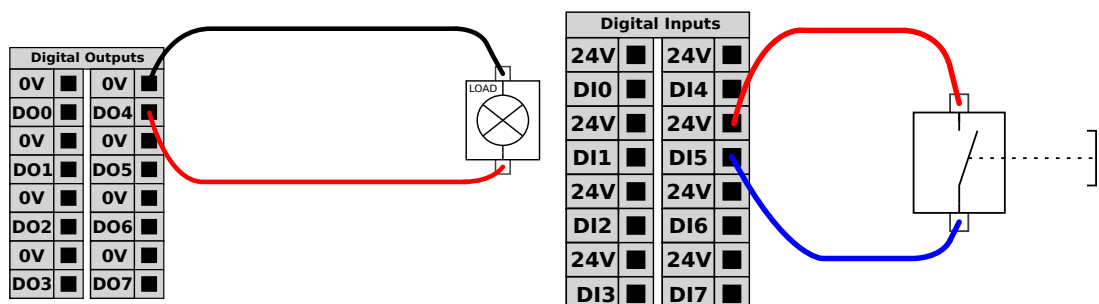 Digital Outputs
0V 0V
DO0 DO4
0V 0V
DO1 DO5
0V 0V
DO2 DO6
0V 0V
DO3 DO7
LOAD
Digital Inputs
24V 24V
DI0 DI4
24V 24V
DI1 DI5
24V 24V
DI2 DI6
24V 24V
DI3 DI7